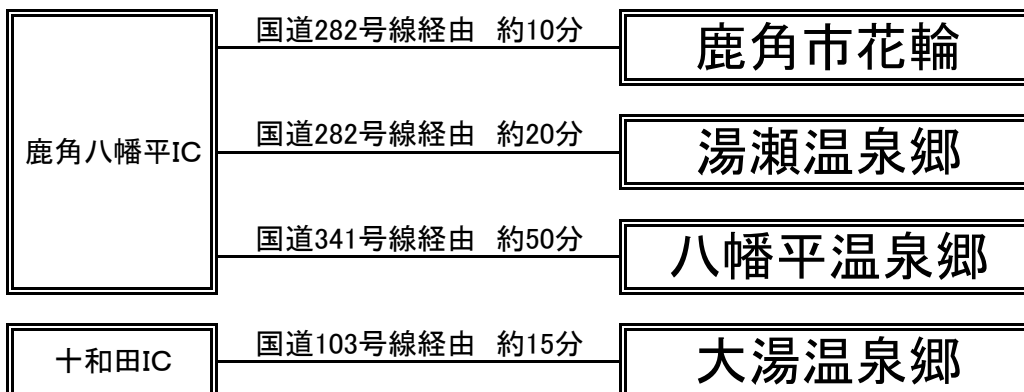 国道282号線経由 約10分
鹿角市花輪
鹿角八幡平IC
国道282号線経由 約20分
湯瀬温泉郷
国道341号線経由 約50分
八幡平温泉郷
十和田IC
国道103号線経由 約15分
大湯温泉郷